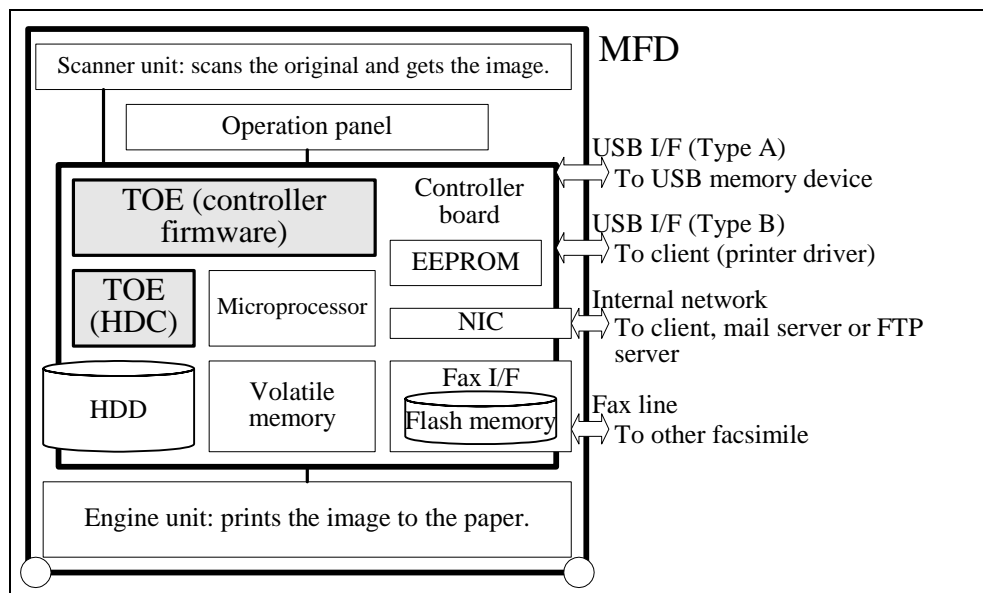 MFD
Scanner unit: scans the original and gets the image.
Operation panel
TOE (controller
firmware)
Controller
board
EEPROM
TOE
(HDC)
Microprocessor
NIC
HDD
Volatile
memory
Fax I/F
Flash memory
Engine unit: prints the image to the paper.
USB I/F (Type A)
To USB memory device
USB I/F (Type B)
To client (printer driver)
Internal network
To client, mail server or FTP
server
Fax line
To other facsimile